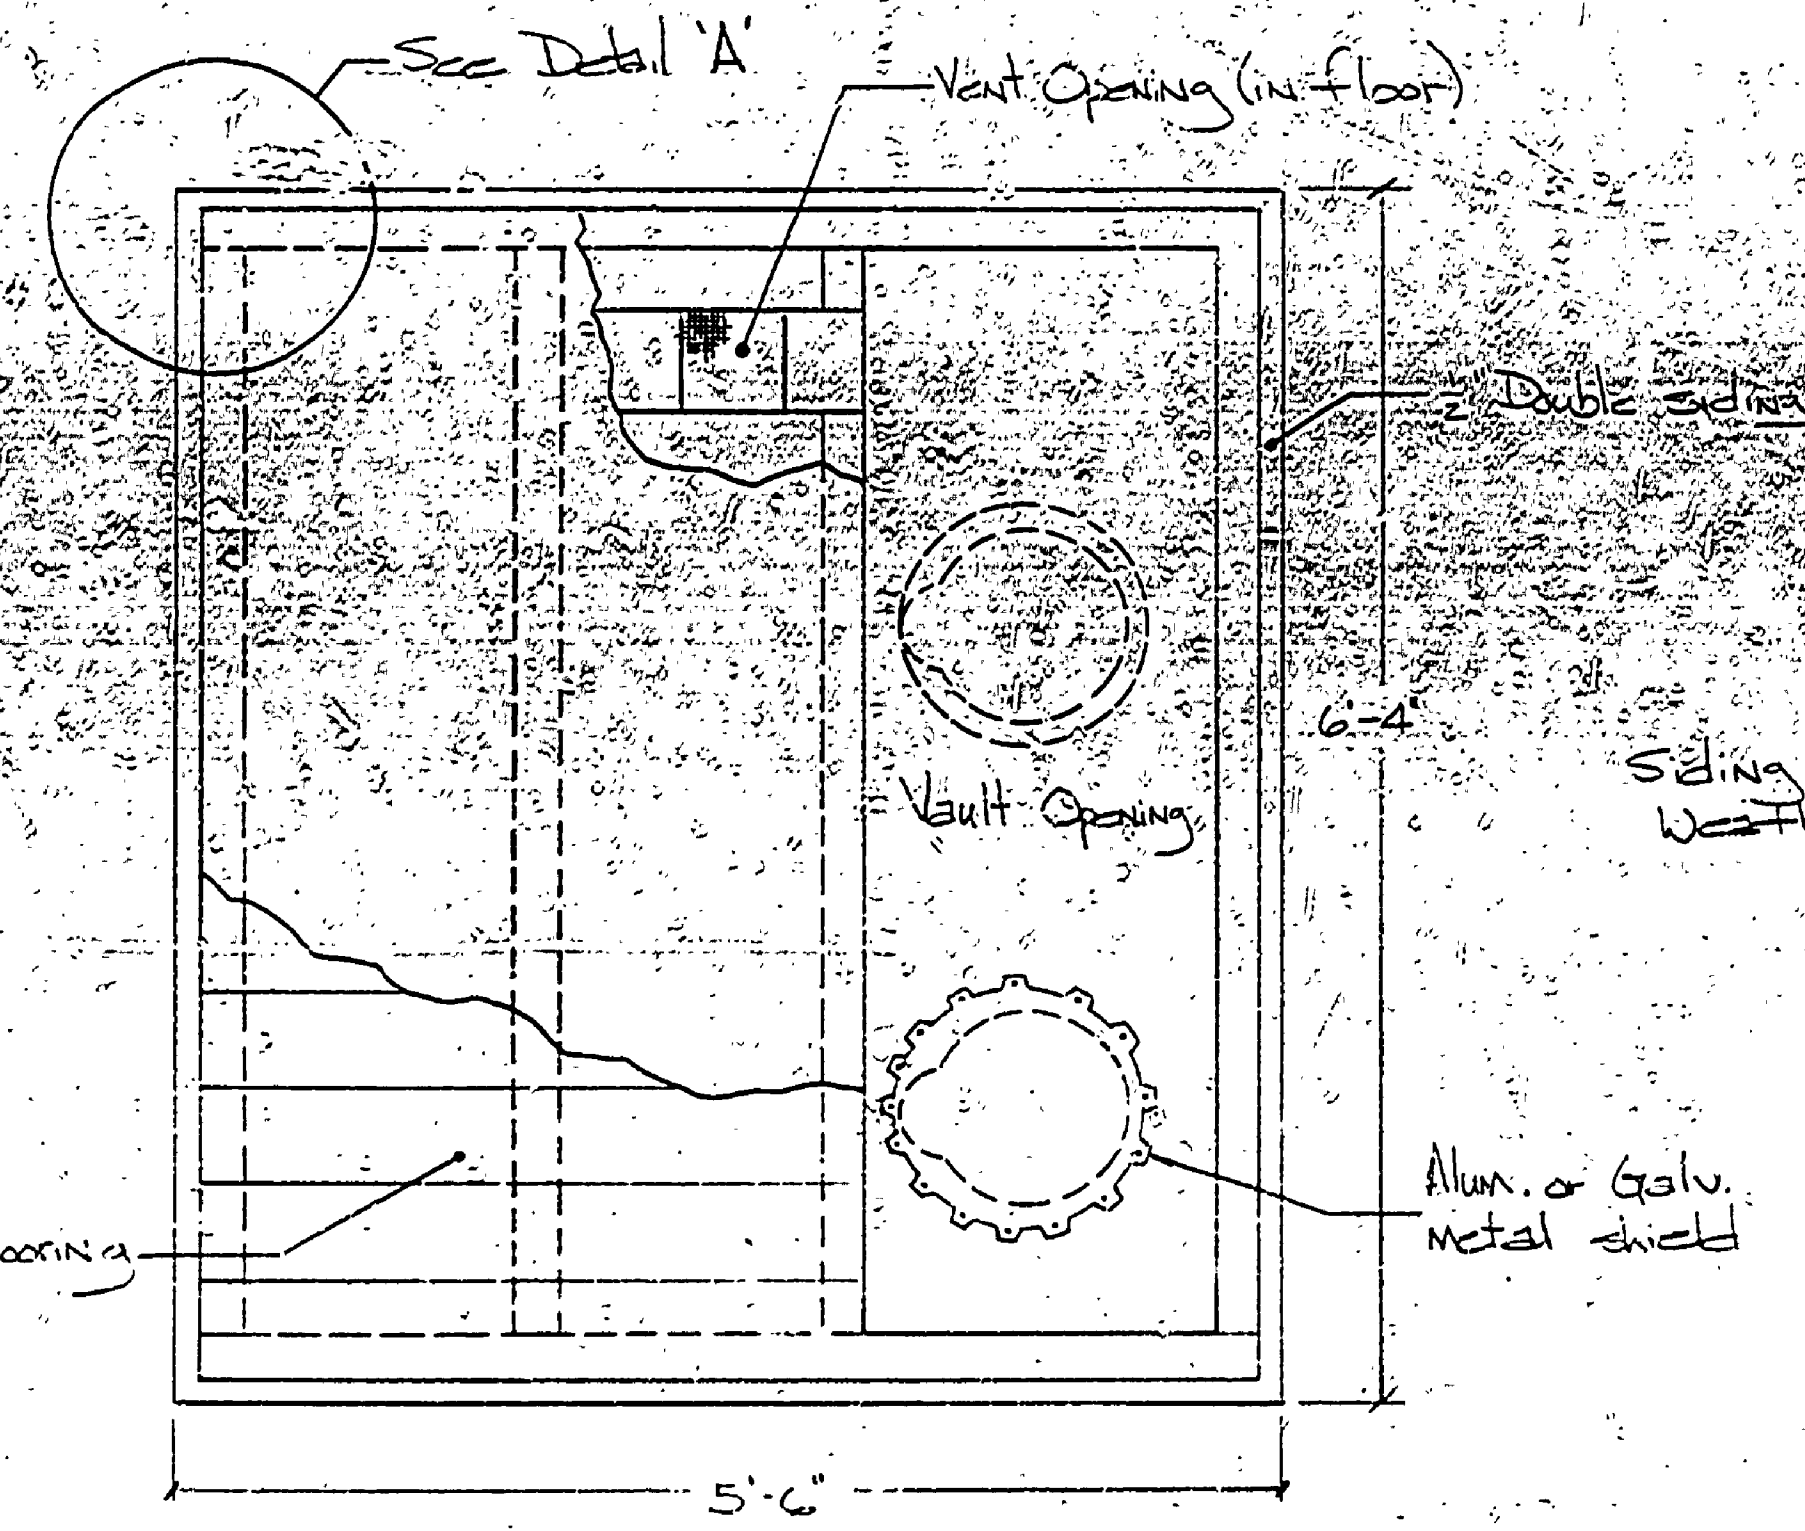 See Detail 'A'
Vent Opening (in floor)
½" Double siding
6'-4"
Siding
Vault Opening
Alum. or Galv.
Metal shield
ooring
5'-6"